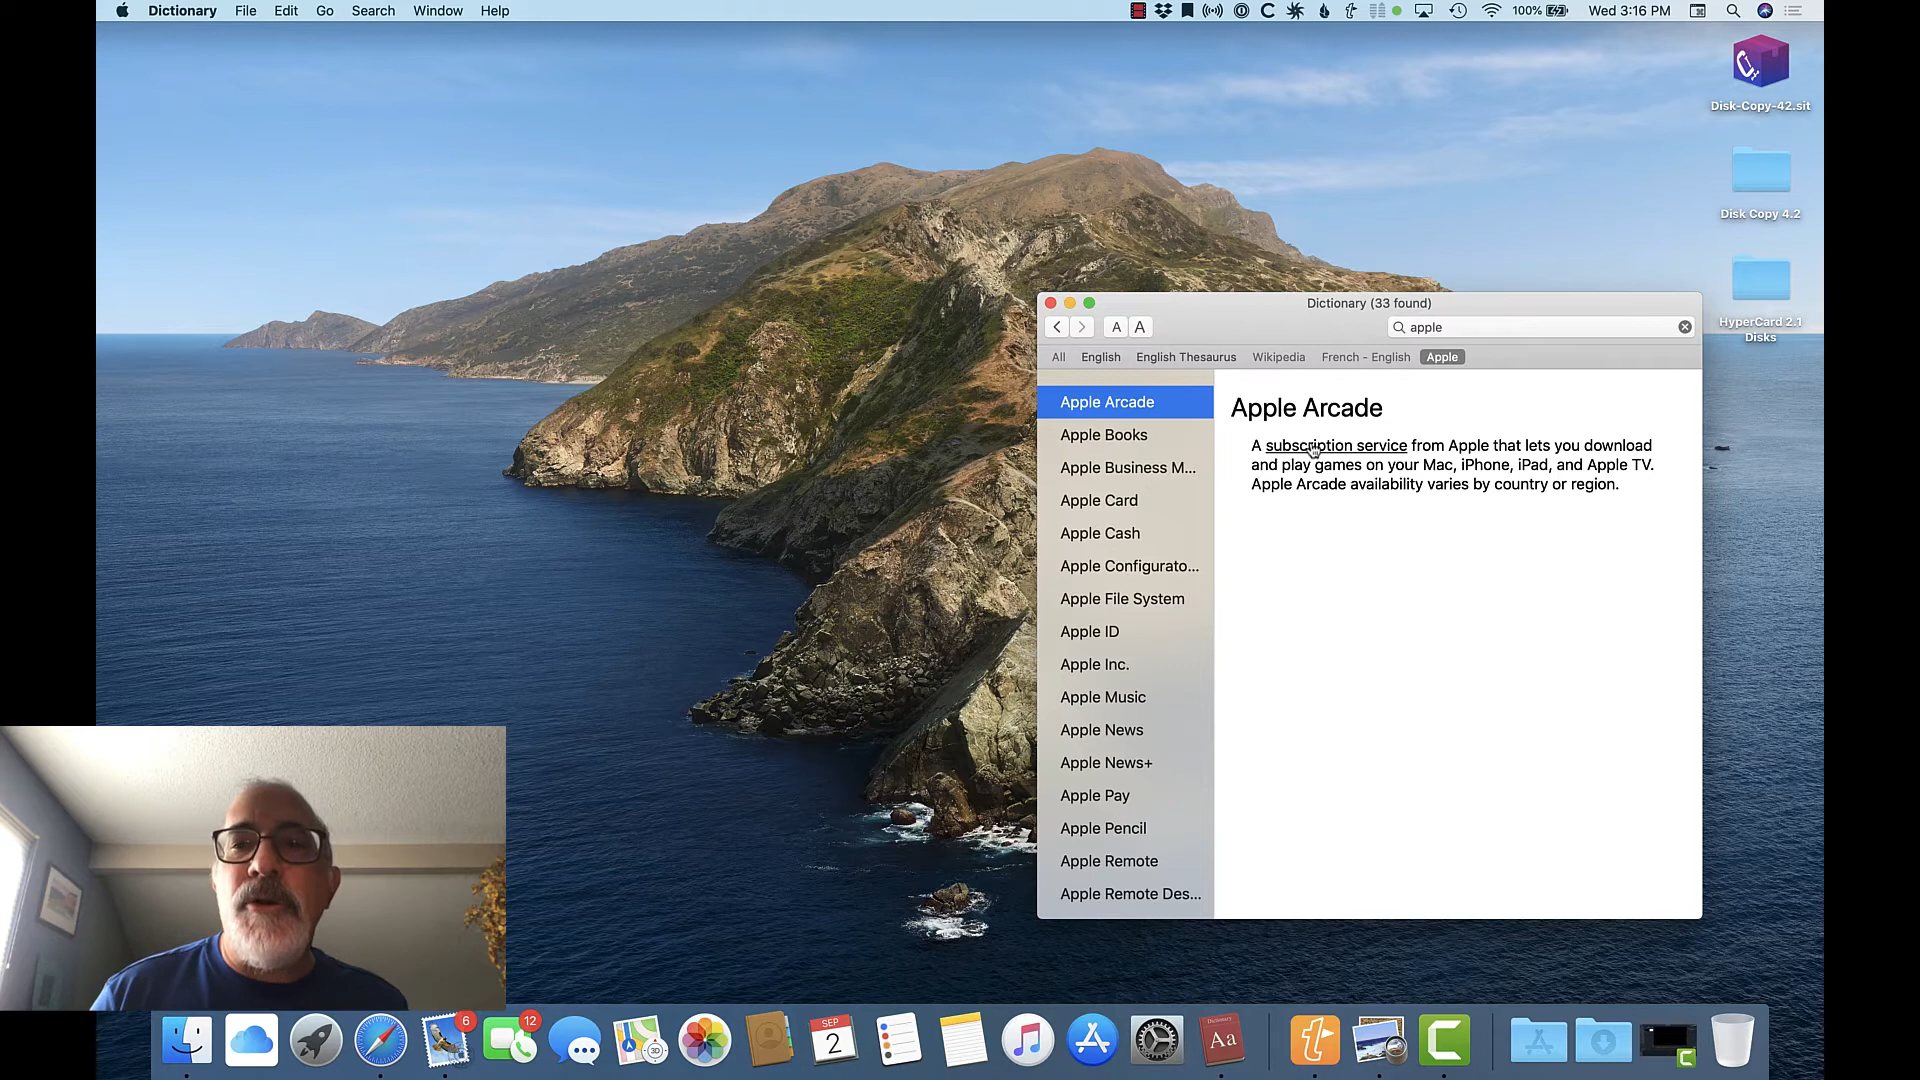 Dictionary File Edit Go Search Window Help
100% Wed 3:16 PM
Disk-Copy-42.sit
Disk Copy 4.2
HyperCard 2.1
Disks
Dictionary (33 found)
A A apple
All English English Thesaurus Wikipedia French - English Apple
Apple Arcade
Apple Books
Apple Business M...
Apple Card
Apple Cash
Apple Configurato...
Apple File System
Apple ID
Apple Inc.
Apple Music
Apple News
Apple News+
Apple Pay
Apple Pencil
Apple Remote
Apple Remote Des...
Apple Arcade
A subscription service from Apple that lets you download
and play games on your Mac, iPhone, iPad, and Apple TV.
Apple Arcade availability varies by country or region.
6
12
3D
SEP
2
Dictionary
Aa
t
C